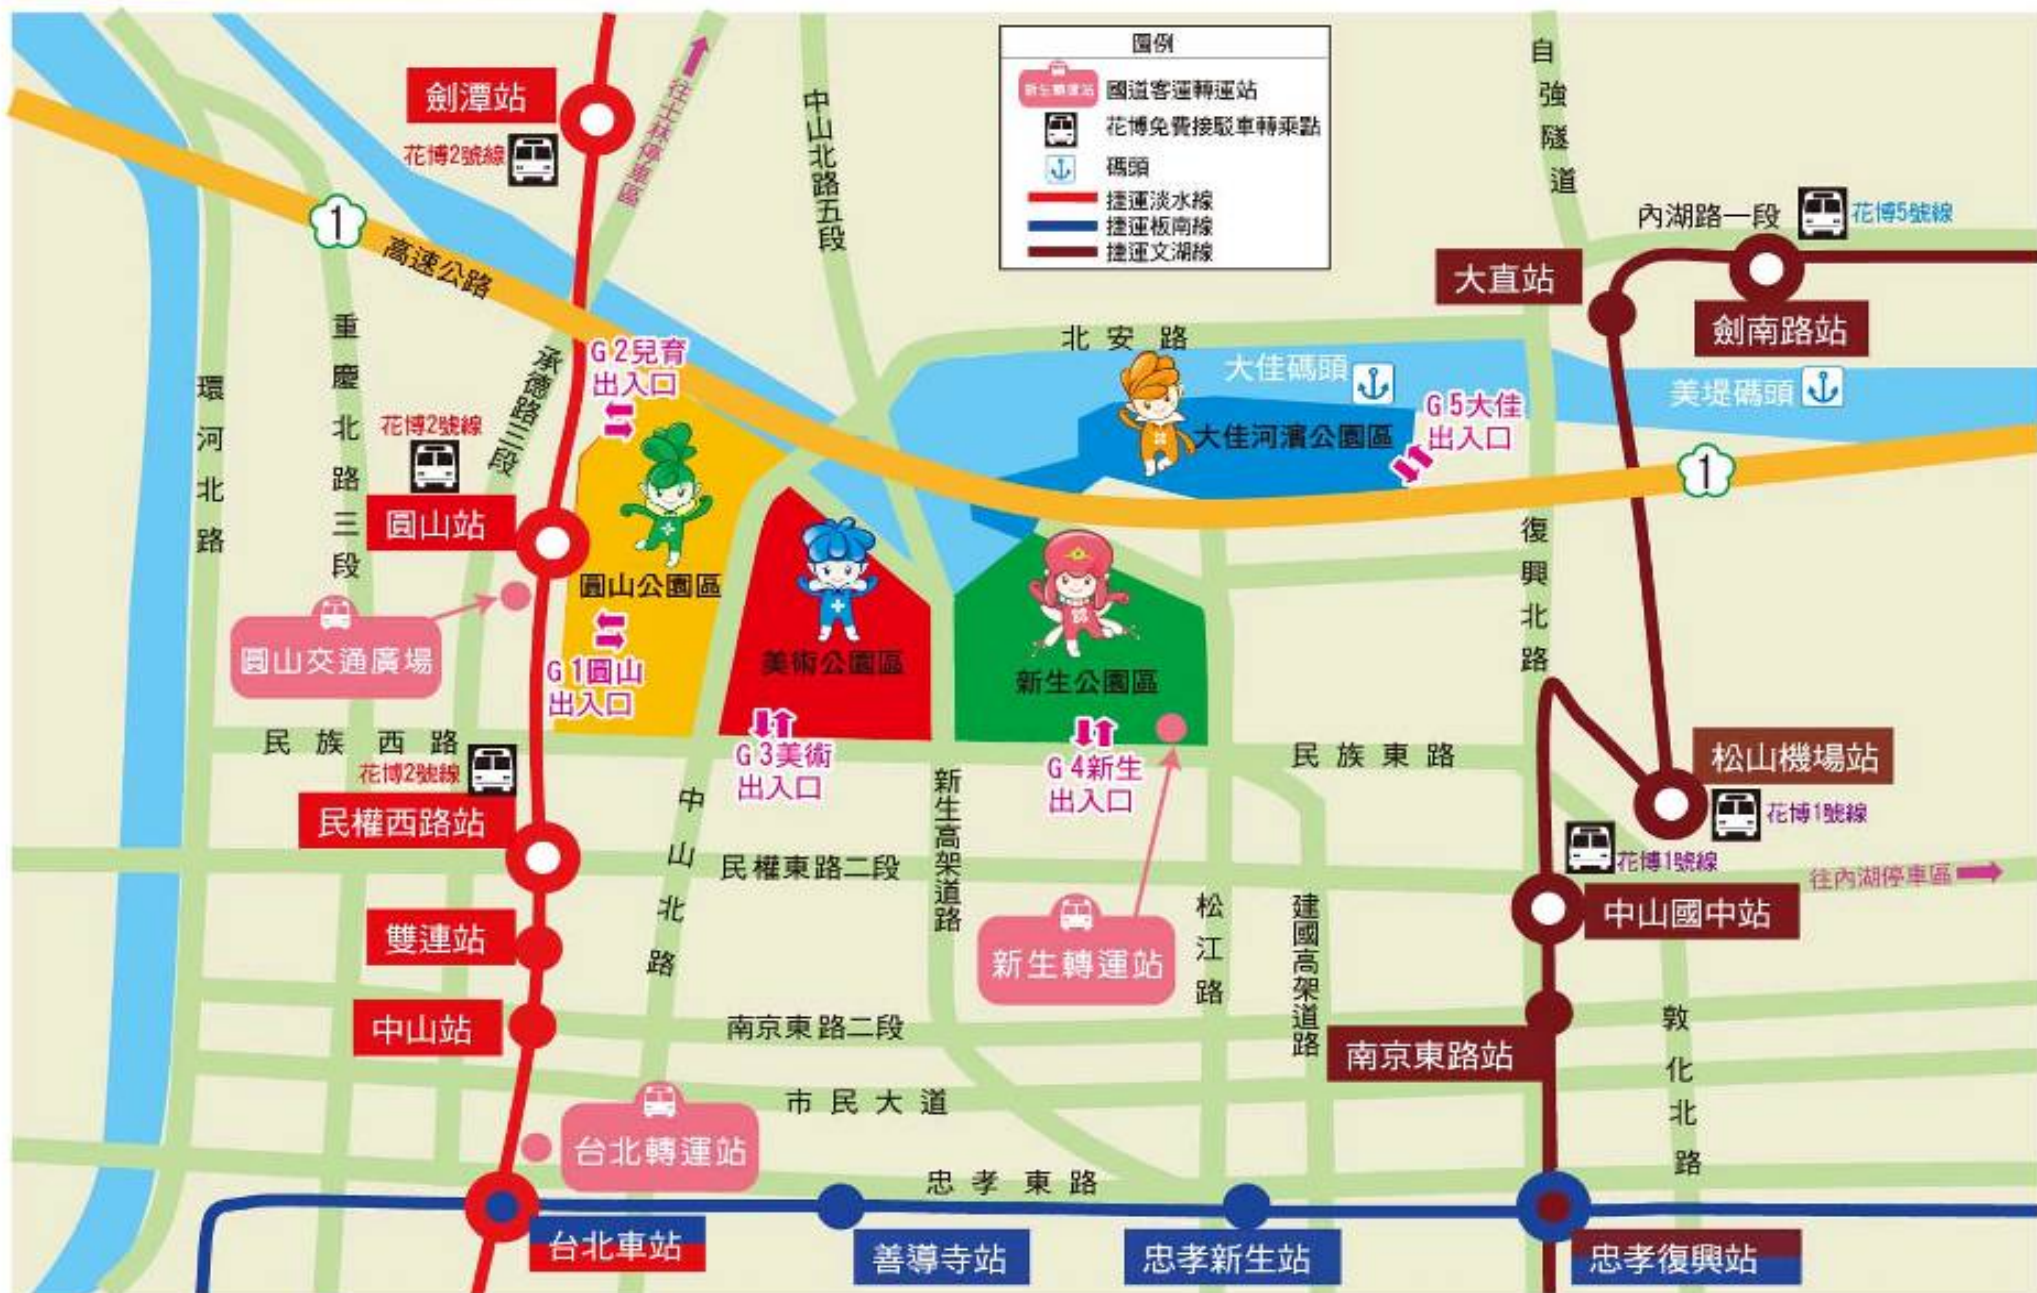 圖例
新生轉運站
國道客運轉運站
花博免費接駁車轉乘點
碼頭
捷運淡水線
捷運板南線
捷運文湖線
劍潭站
花博2號線
往士林停車區
中山北路五段
自強隧道
內湖路一段
花博5號線
大直站
劍南路站
1
高速公路
北安路
大佳碼頭
美堤碼頭
G2兒育
出入口
承德路三段
重慶北路三段
環河北路
花博2號線
圓山站
圓山公園區
G1圓山
出入口
圓山交通廣場
美術公園區
新生公園區
大佳河濱公園區
G5大佳
出入口
1
復興北路
民族西路
花博2號線
民權西路站
G3美術
出入口
G4新生
出入口
民族東路
松山機場站
花博1號線
花博1號線
往內湖停車區
中山國中站
中山北路
民權東路二段
新生高架道路
新生轉運站
松江路
建國高架道路
雙連站
中山站
南京東路二段
南京東路站
敦化北路
市民大道
台北轉運站
忠孝東路
台北車站
善導寺站
忠孝新生站
忠孝復興站